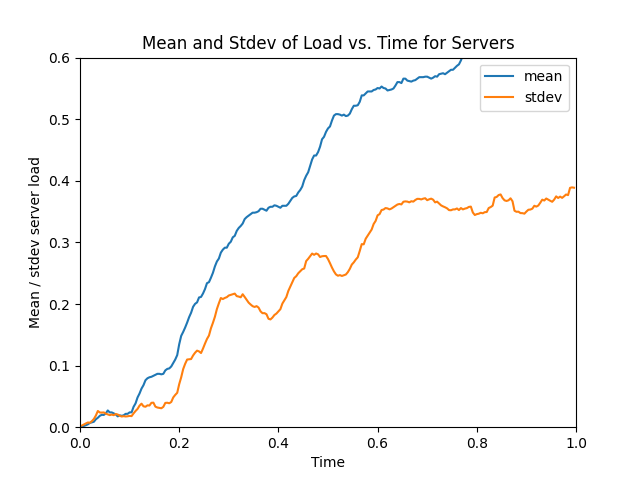 Mean and Stdev of Load vs. Time for Servers
mean
stdev
Mean / stdev server load
0.6
0.5
0.4
0.3
0.2
0.1
0.0
0.0 0.2 0.4 0.6 0.8 1.0
Time